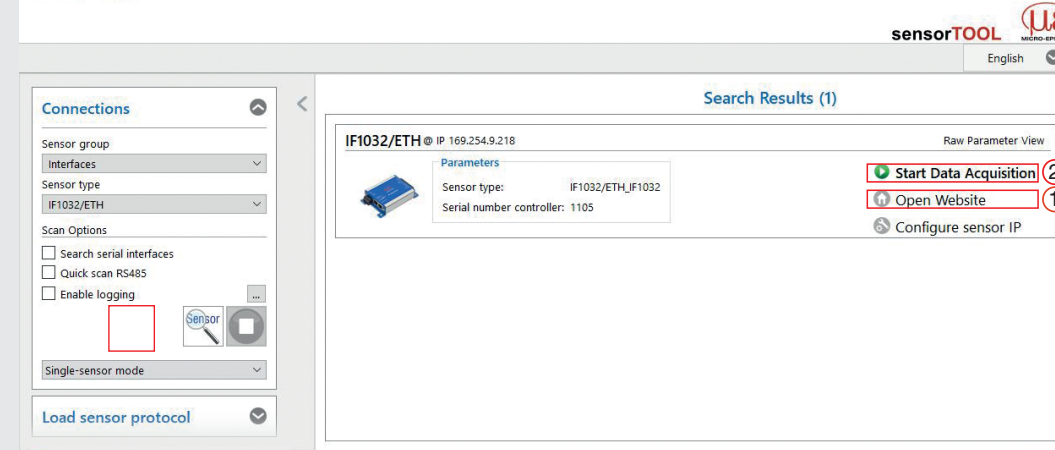 sensorTOOL
MICRO-EP
English
Connections
Sensor group
Interfaces
Sensor type
IF1032/ETH
Scan Options
Search serial interfaces
Quick scan RS485
Enable logging
...
Sensor
Single-sensor mode
Load sensor protocol
Search Results (1)
IF1032/ETH @ IP 169.254.9.218
Raw Parameter View
Parameters
Sensor type: IF1032/ETH_IF1032
Serial number controller: 1105
Start Data Acquisition 2
Open Website 1
Configure sensor IP